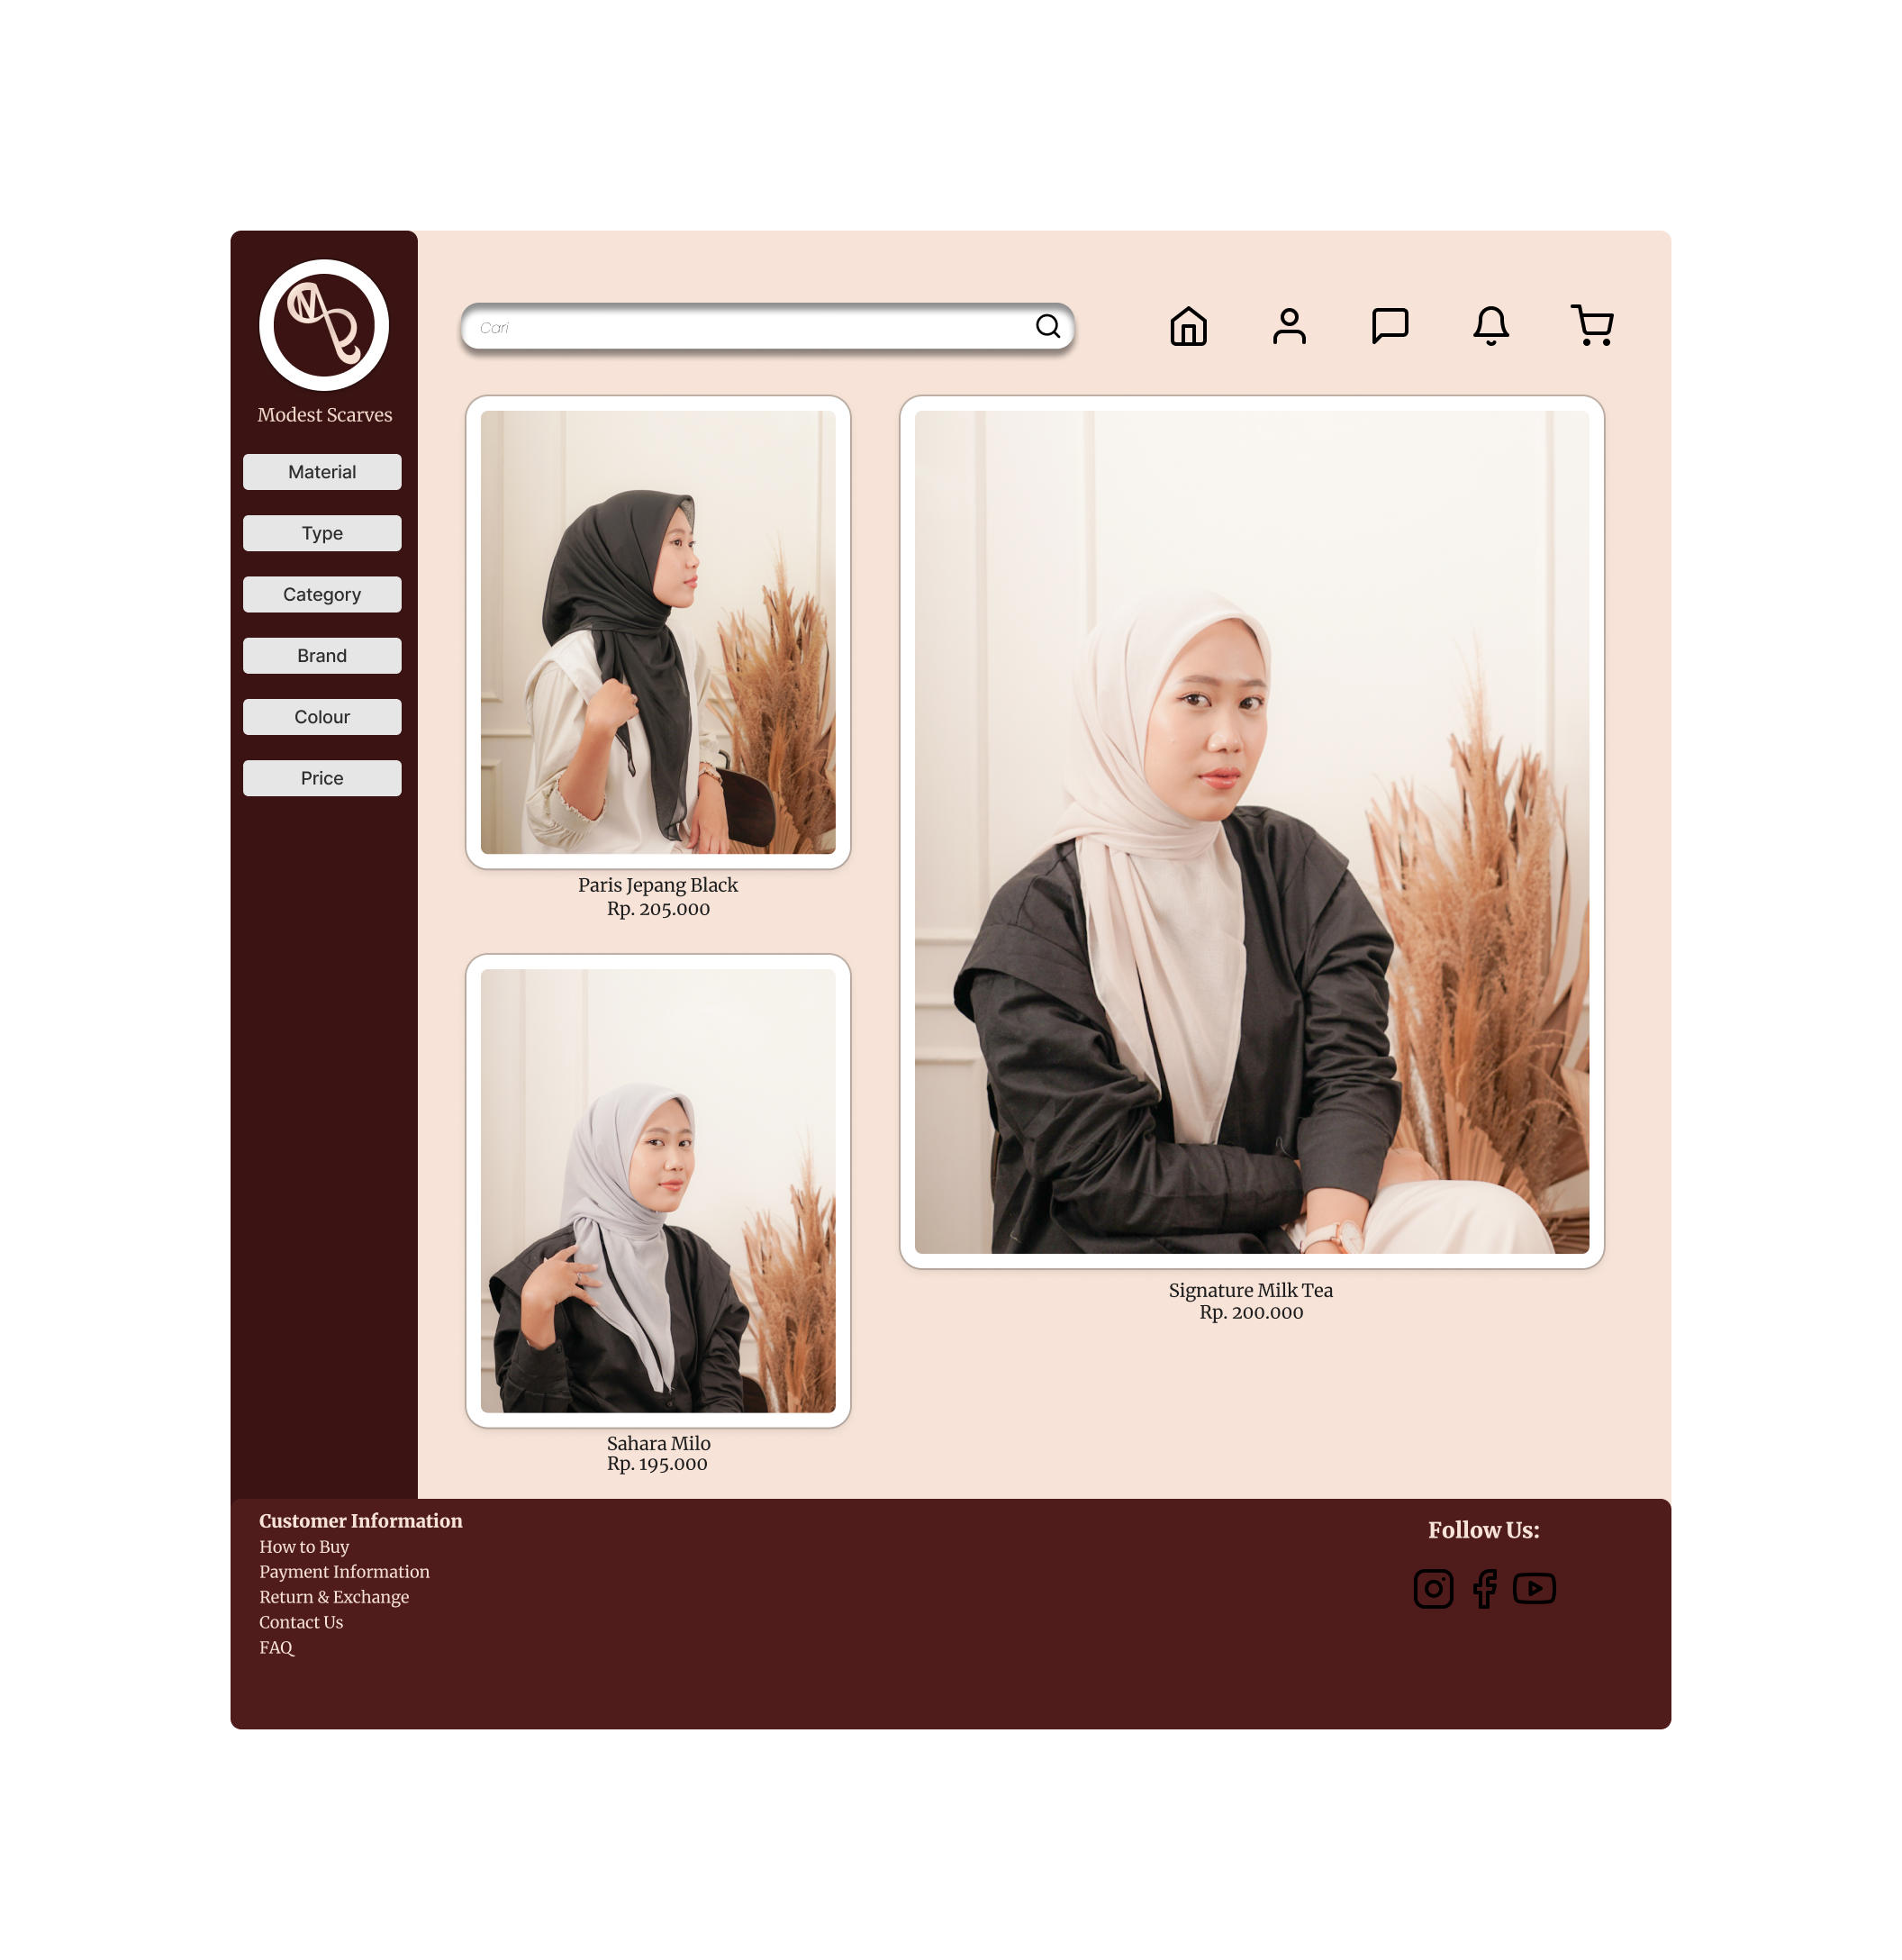 Modest Scarves
Material
Type
Category
Brand
Colour
Price
Cari
Paris Jepang Black
Rp. 205.000
Sahara Milo
Rp. 195.000
Signature Milk Tea
Rp. 200.000
Customer Information
How to Buy
Payment Information
Return & Exchange
Contact Us
FAQ
Follow Us: